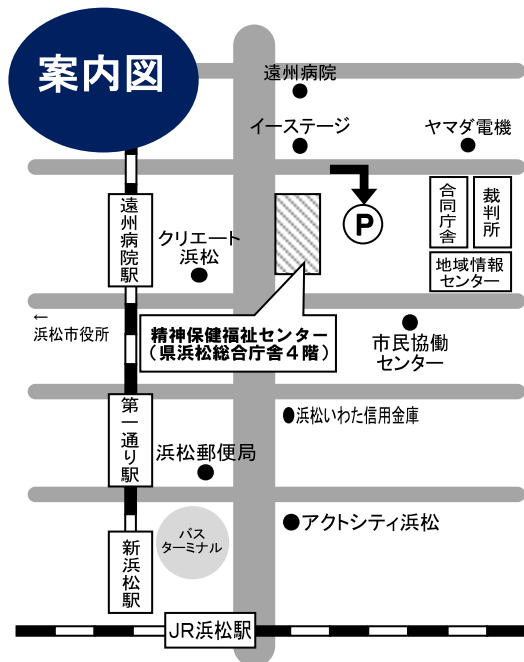 案内図
遠州病院
イーステージ
ヤマダ電機
P
合同庁舎
裁判所
地域情報
センター
遠州病院駅
クリエート
浜松
←
浜松市役所
精神保健福祉センター
（県浜松総合庁舎４階）
市民協働
センター
第一通り駅
浜松いわた信用金庫
浜松郵便局
バス
ターミナル
アクトシティ浜松
新浜松駅
JR浜松駅